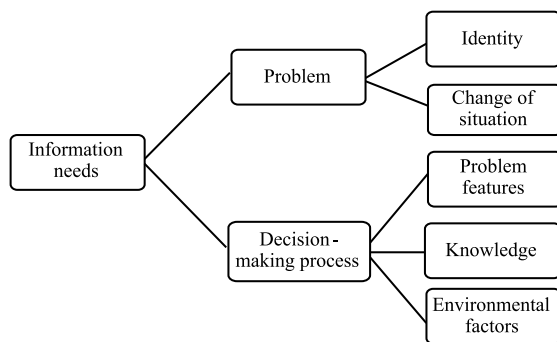 Identity
Problem
Change of
situation
Information
needs
Problem
features
Decision-
making process
Knowledge
Environmental
factors